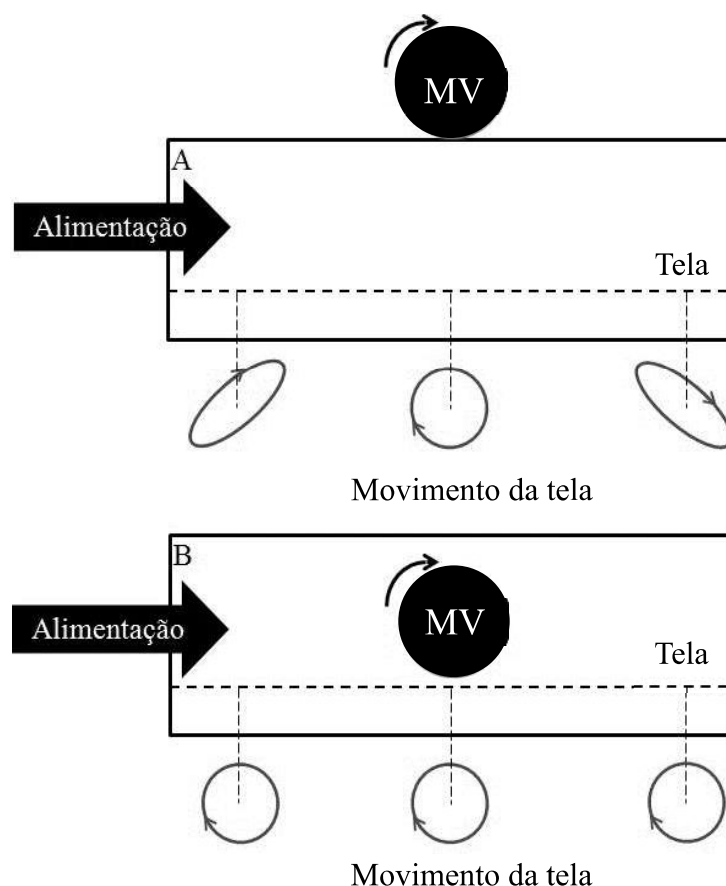 MV
A
Alimentação
Tela
Movimento da tela
B
MV
Alimentação
Tela
Movimento da tela